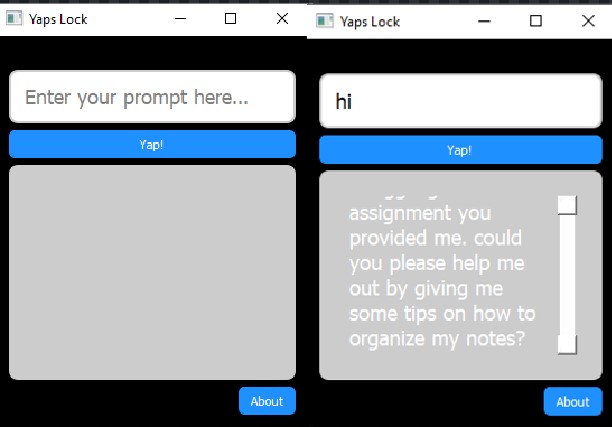 Yaps Lock
Enter your prompt here...
Yap!
About
Yaps Lock
hi
Yap!
assignment you
provided me. could
you please help me
out by giving me
some tips on how to
organize my notes?
About